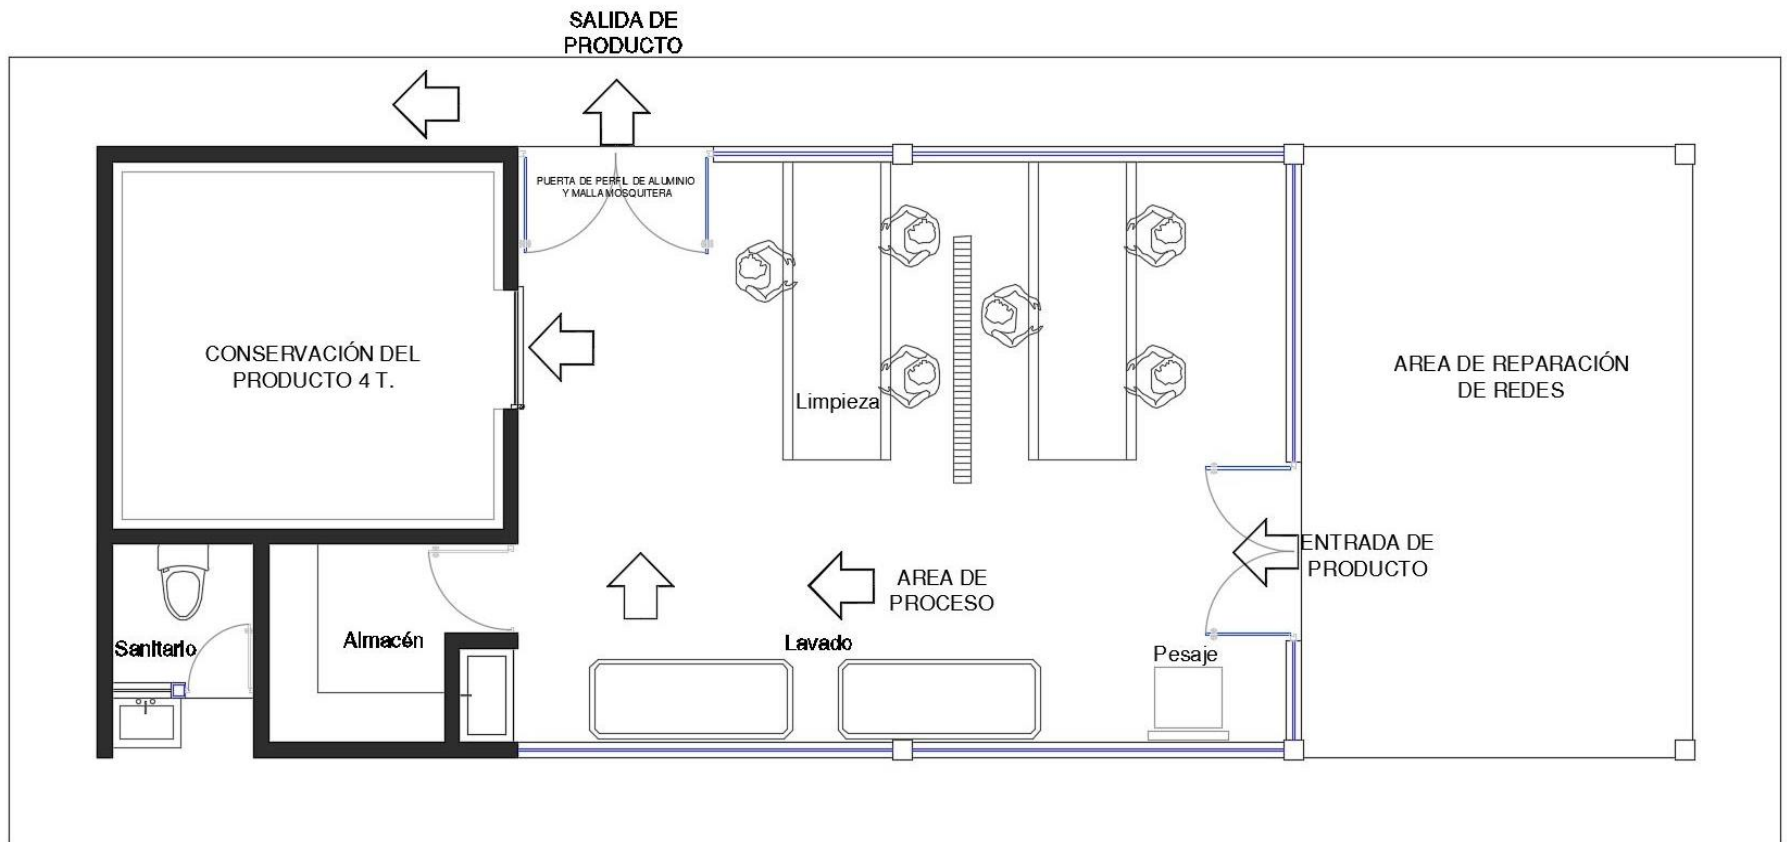 SALIDA DE
PRODUCTO
PUERTA DE PERFIL DE ALUMINIO
Y MALLA MOSQUITERA
CONSERVACIÓN DEL
PRODUCTO 4 T.
Limpieza
AREA DE REPARACIÓN
DE REDES
ENTRADA DE
PRODUCTO
AREA DE
PROCESO
Sanitario
Almacén
Lavado
Pesaje